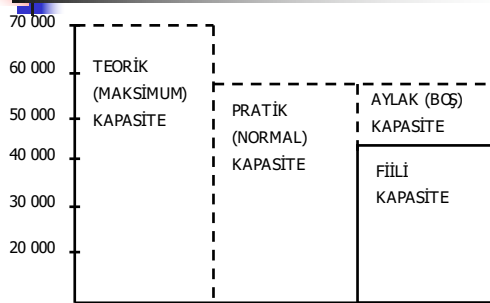 70 000
60 000
50 000
40 000
30 000
20 000
TEORİK
(MAKSİMUM)
KAPASİTE
PRATİK
(NORMAL)
KAPASİTE
AYLAK (BOŞ)
KAPASİTE
FİİLİ
KAPASİTE